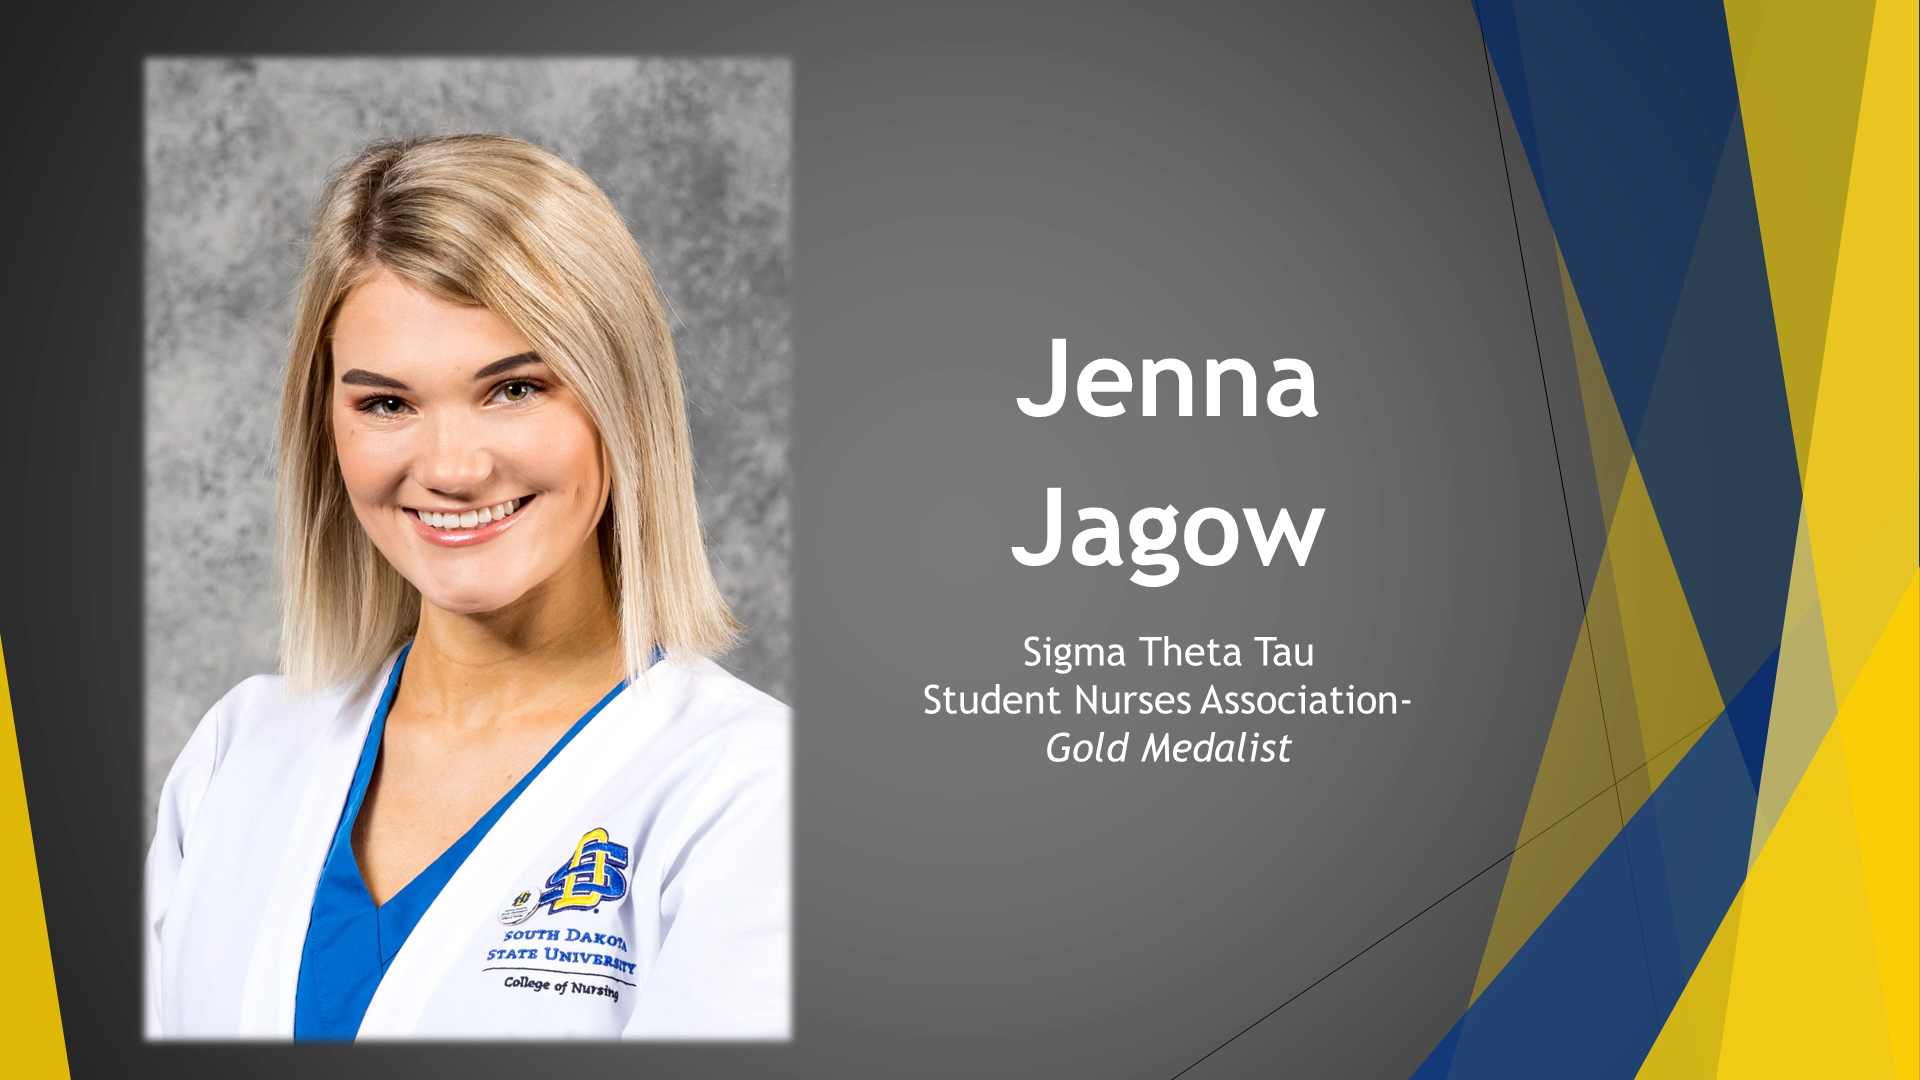 Jenna
Jagow
Sigma Theta Tau
Student Nurses Association-
Gold Medalist
SOUTH DAKOTA
STATE UNIVERSITY
College of Nursing